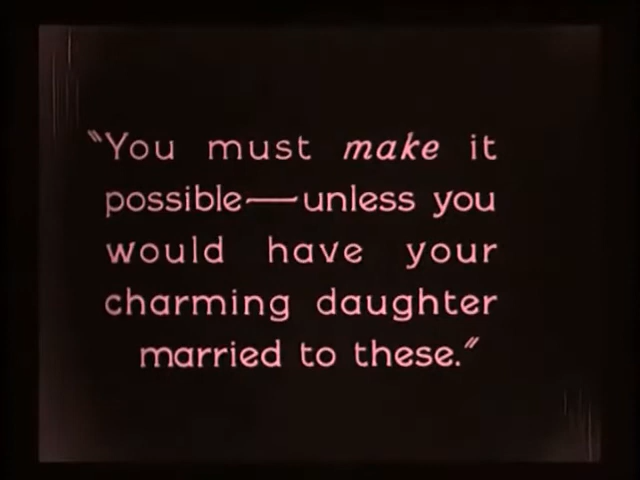 "You must make it
possible—unless you
would have your
charming daughter
married to these."